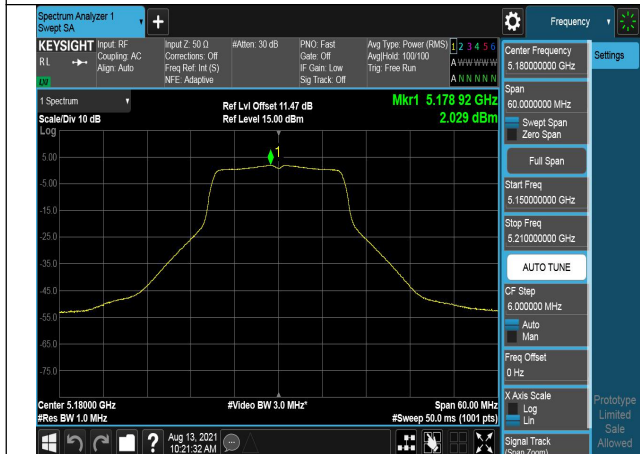 Spectrum Analyzer 1
Swept SA
+
Frequency
KEYSIGHT
RL
LXI
Input: RF
Coupling: AC
Align: Auto
Input Z: 50 Ω
Corrections: Off
Freq Ref: Int (S)
NFE: Adaptive
#Atten: 30 dB
PNO: Fast
Gate: Off
IF Gain: Low
Sig Track: Off
Avg Type: Power (RMS)
Avg|Hold: 100/100
Trig: Free Run
1 2 3 4 5 6
A W W W W W
A N N N N N
1 Spectrum
Scale/Div 10 dB
Ref Lvl Offset 11.47 dB
Ref Level 15.00 dBm
Mkr1 5.178 92 GHz
2.029 dBm
Log
1
5.00
-5.00
-15.0
-25.0
-35.0
-45.0
-55.0
-65.0
-75.0
Center 5.18000 GHz
#Res BW 1.0 MHz
#Video BW 3.0 MHz*
Span 60.00 MHz
#Sweep 50.0 ms (1001 pts)
?
Aug 13, 2021
10:21:32 AM
Center Frequency
5.180000000 GHz
Span
60.0000000 MHz
Swept Span
Zero Span
Full Span
Start Freq
5.150000000 GHz
Stop Freq
5.210000000 GHz
AUTO TUNE
CF Step
6.000000 MHz
Auto
Man
Freq Offset
0 Hz
X Axis Scale
Log
Lin
Signal Track
(Span Zoom)
Settings
Prototype
Limited
Sale
Allowed